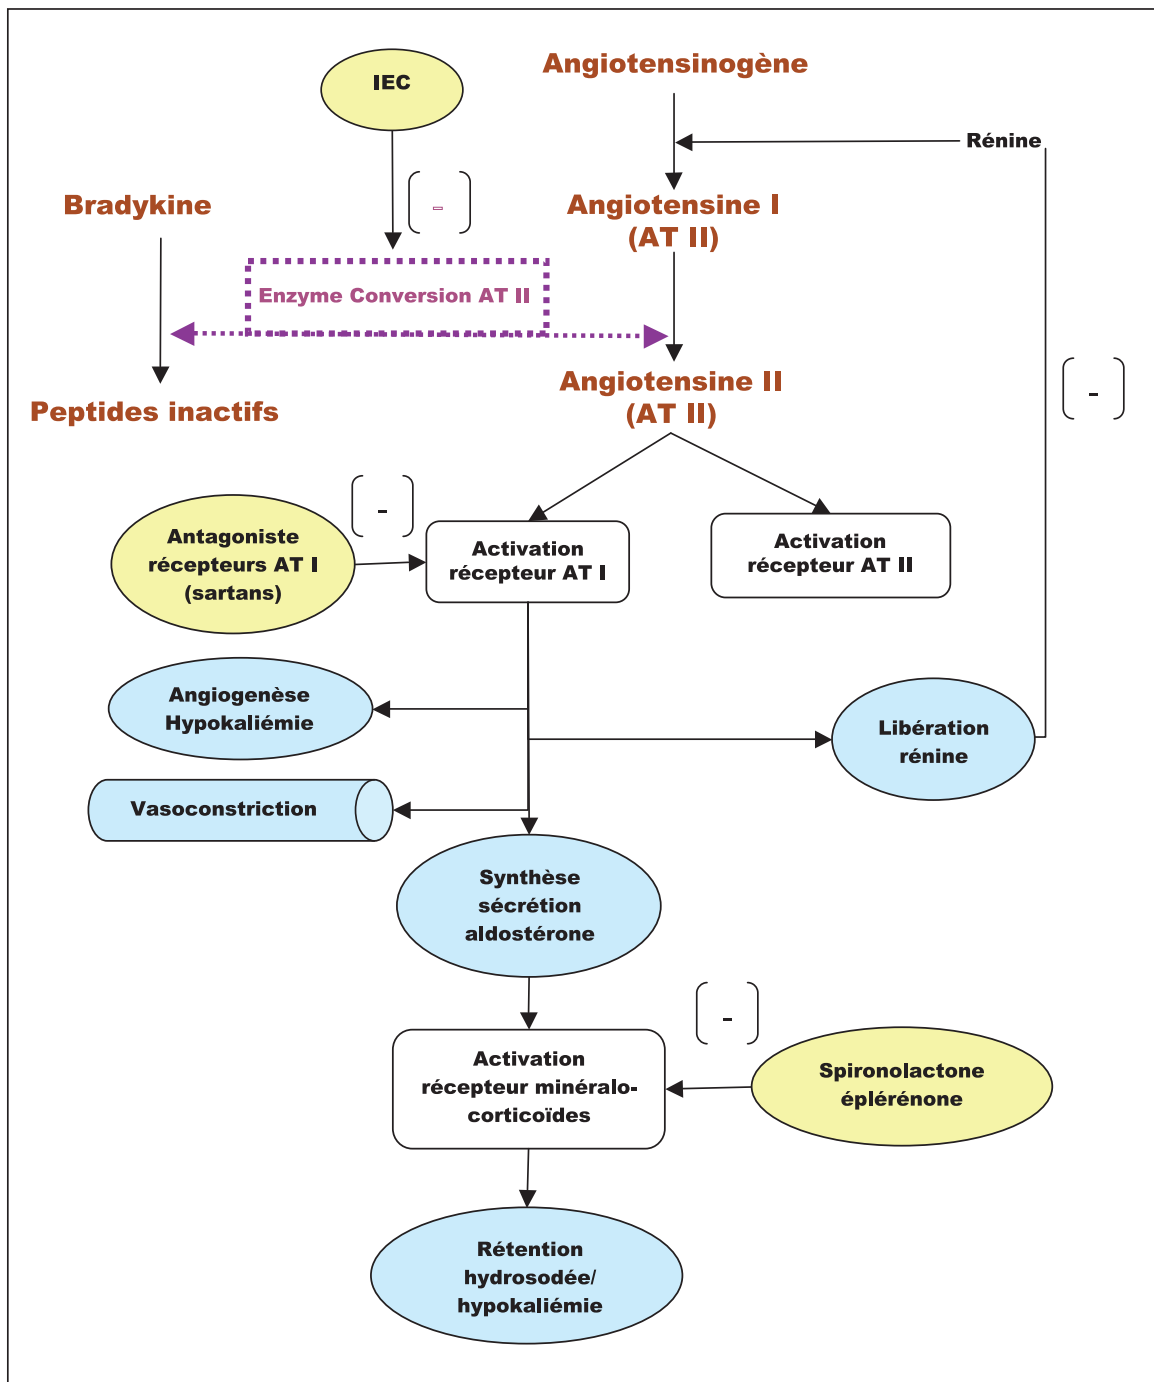 IEC
Angiotensinogène
Rénine
[ - ]
Bradykine
Angiotensine I
(AT II)
Enzyme Conversion AT II
Angiotensine II
(AT II)
[ - ]
Peptides inactifs
[ - ]
Antagoniste
récepteurs AT I
(sartans)
Activation
récepteur AT I
Activation
récepteur AT II
Angiogenèse
Hypokaliémie
Libération
rénine
Vasoconstriction
Synthèse
sécrétion
aldostérone
[ - ]
Activation
récepteur minéralo-
corticoïdes
Spironolactone
éplérénone
Rétention
hydrosodée/
hypokaliémie